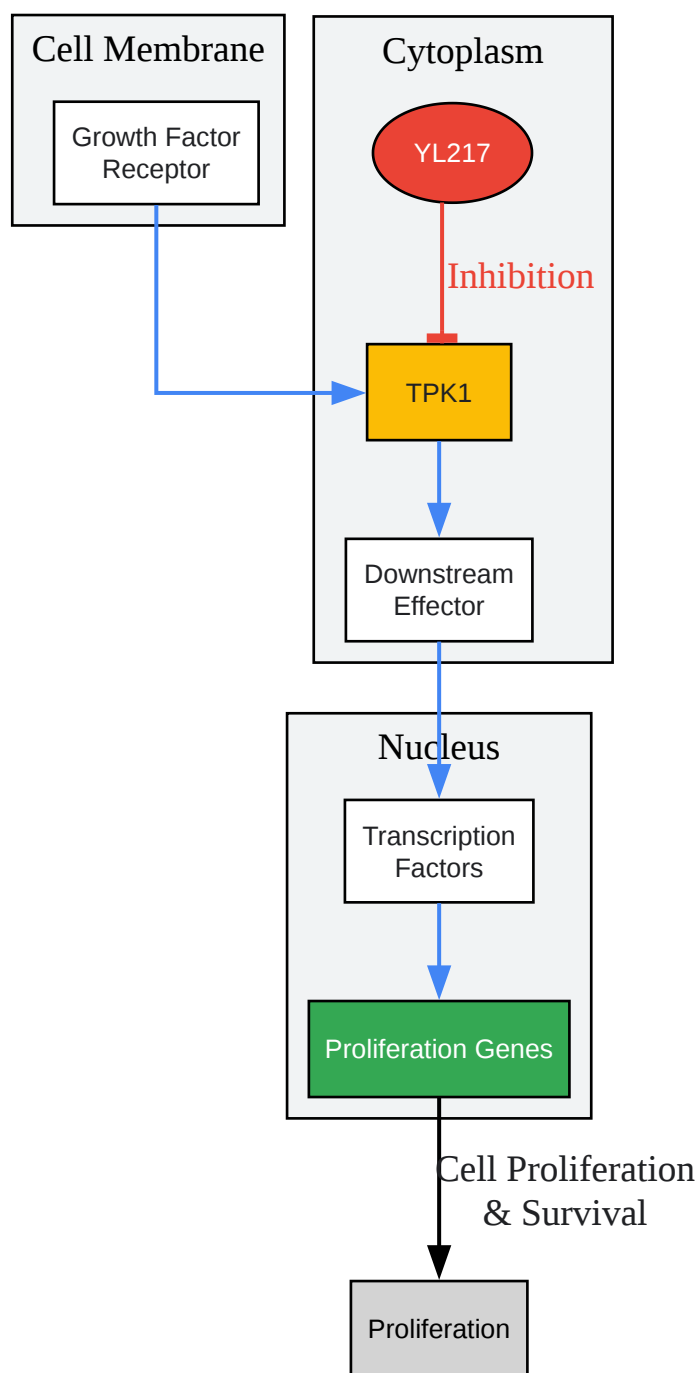 Cell Membrane
Growth Factor
Receptor
Cytoplasm
YL217
Inhibition
TPK1
Downstream
Effector
Nucleus
Transcription
Factors
Proliferation Genes
Cell Proliferation
& Survival
Proliferation